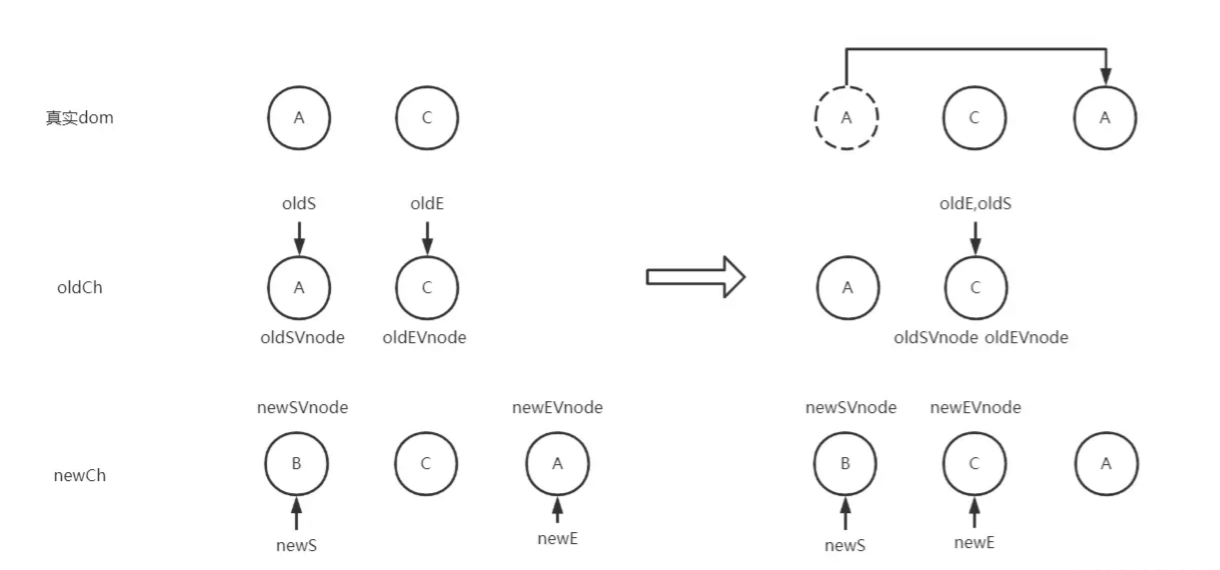 真实dom A C A C A
oldS oldE oldE,oldS
oldCh A C A C
oldSVnode oldEVnode oldSVnode oldEVnode
newSVnode newEVnode newSVnode newEVnode
newCh B C A B C A
newS newE newS newE